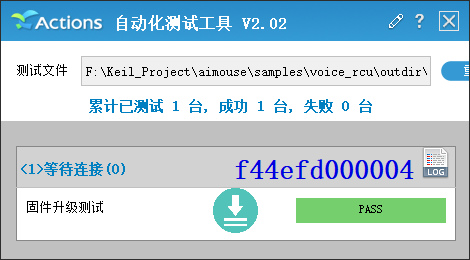 Actions 自动化测试工具 V2.02
测试文件 F:\Keil_Project\aimouse\samples\voice_rcu\outdir\
累计已测试 1 台，成功 1 台，失败 0 台
<1>等待连接(0) f44efd000004 LOG
固件升级测试 PASS